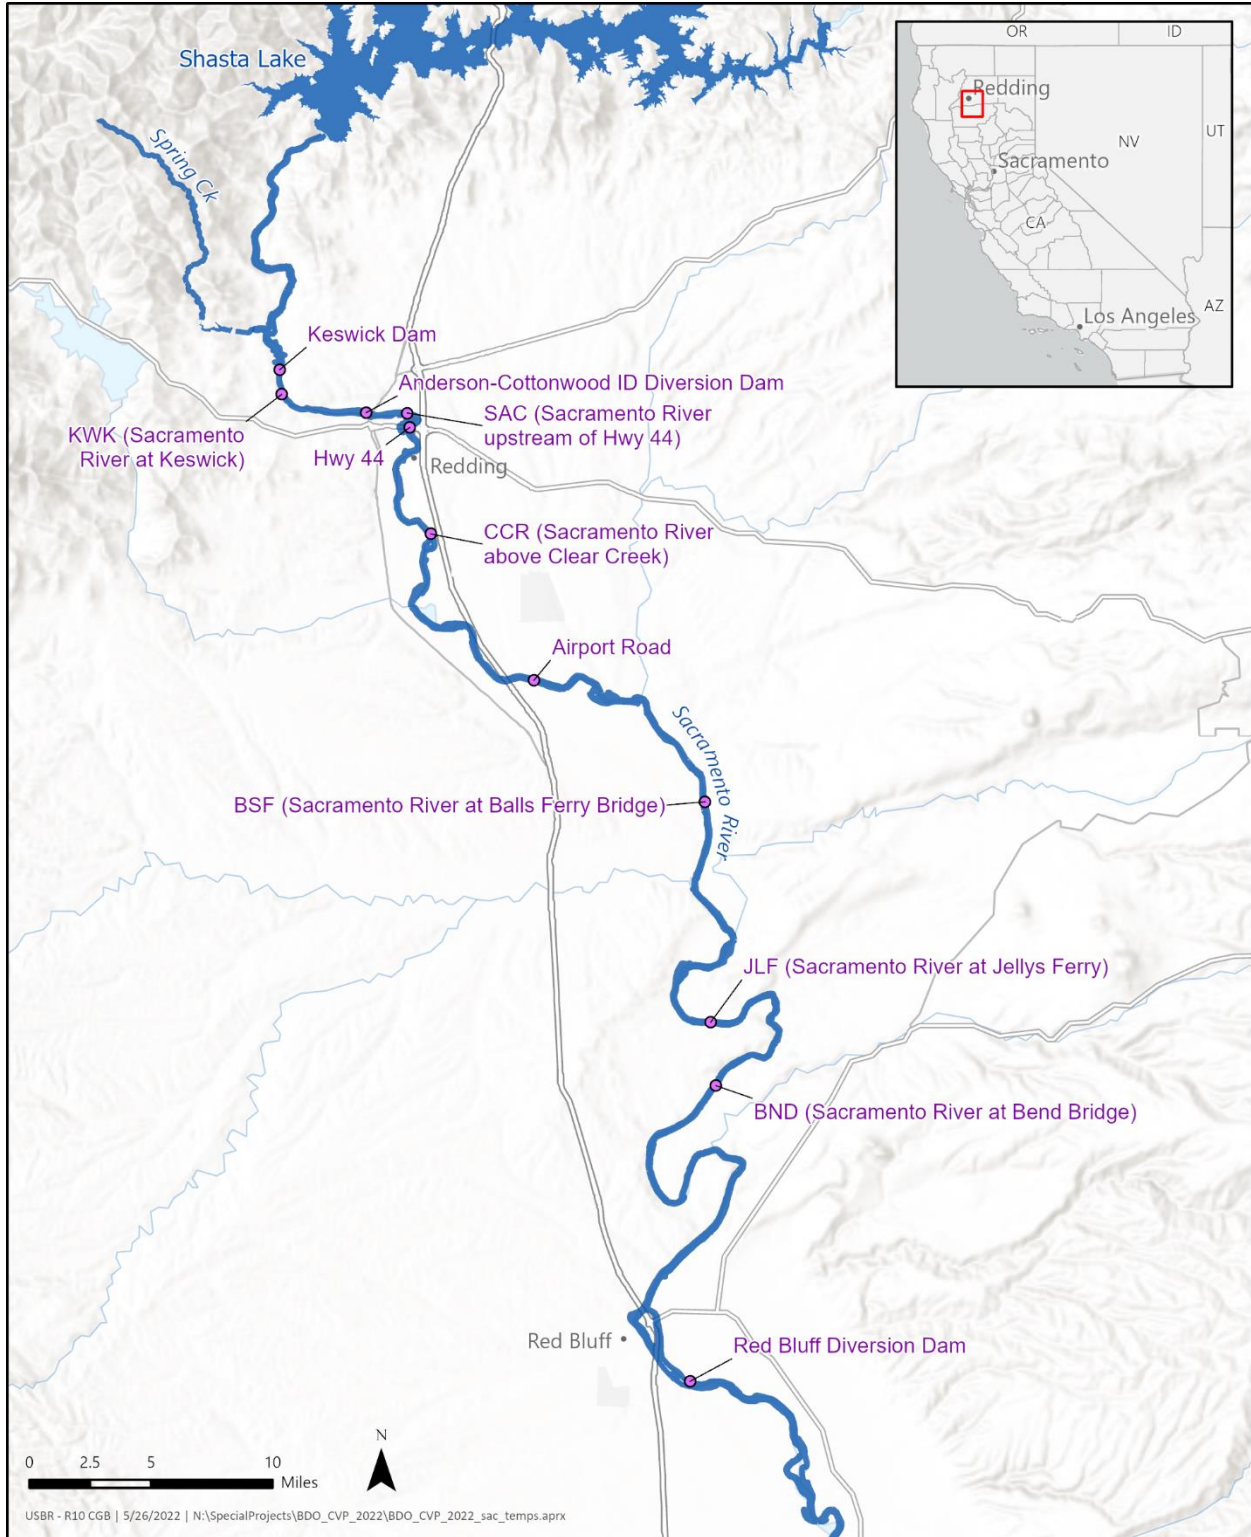 Shasta Lake
OR
ID
Redding
NV
UT
Sacramento
CA
AZ
Los Angeles
Spring Ck
Keswick Dam
Anderson-Cottonwood ID Diversion Dam
KWK (Sacramento
River at Keswick)
SAC (Sacramento River
upstream of Hwy 44)
Hwy 44
Redding
CCR (Sacramento River
above Clear Creek)
Airport Road
Sacramento River
BSF (Sacramento River at Balls Ferry Bridge)
JLF (Sacramento River at Jellys Ferry)
BND (Sacramento River at Bend Bridge)
Red Bluff
Red Bluff Diversion Dam
N
0 2.5 5 10
Miles
USBR - R10 CGB | 5/26/2022 | N:\SpecialProjects\BDO_CVP_2022\BDO_CVP_2022_sac_temps.aprx